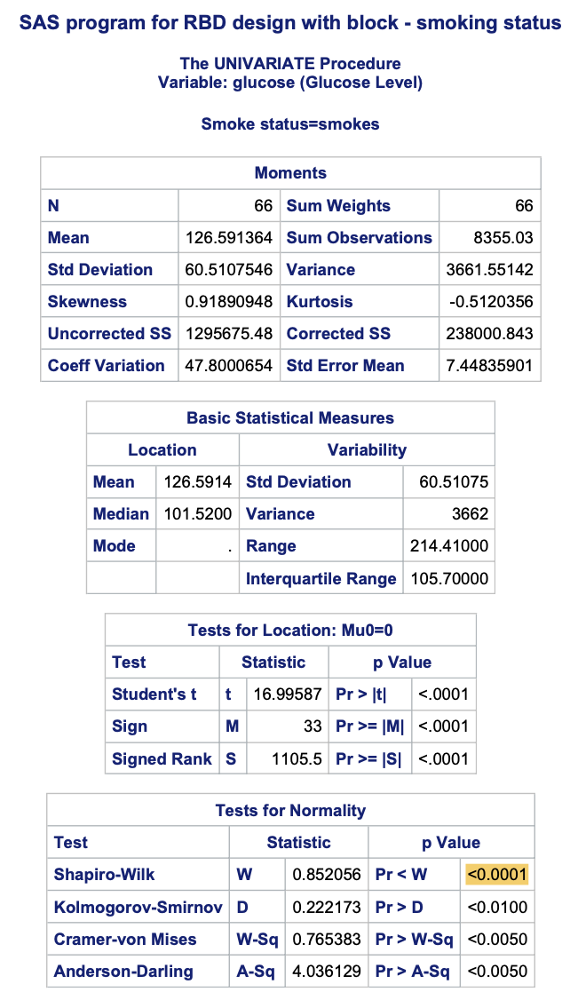 SAS program for RBD design with block - smoking status
The UNIVARIATE Procedure
Variable: glucose (Glucose Level)
Smoke status=smokes
Moments
N 66 Sum Weights 66
Mean 126.591364 Sum Observations 8355.03
Std Deviation 60.5107546 Variance 3661.55142
Skewness 0.91890948 Kurtosis -0.5120356
Uncorrected SS 1295675.48 Corrected SS 238000.843
Coeff Variation 47.8000654 Std Error Mean 7.44835901
Basic Statistical Measures
Location Variability
Mean 126.5914 Std Deviation 60.51075
Median 101.5200 Variance 3662
Mode . Range 214.41000
Interquartile Range 105.70000
Tests for Location: Mu0=0
Test Statistic p Value
Student's t t 16.99587 Pr > |t| <.0001
Sign M 33 Pr >= |M| <.0001
Signed Rank S 1105.5 Pr >= |S| <.0001
Tests for Normality
Test Statistic p Value
Shapiro-Wilk W 0.852056 Pr < W <0.0001
Kolmogorov-Smirnov D 0.222173 Pr > D <0.0100
Cramer-von Mises W-Sq 0.765383 Pr > W-Sq <0.0050
Anderson-Darling A-Sq 4.036129 Pr > A-Sq <0.0050